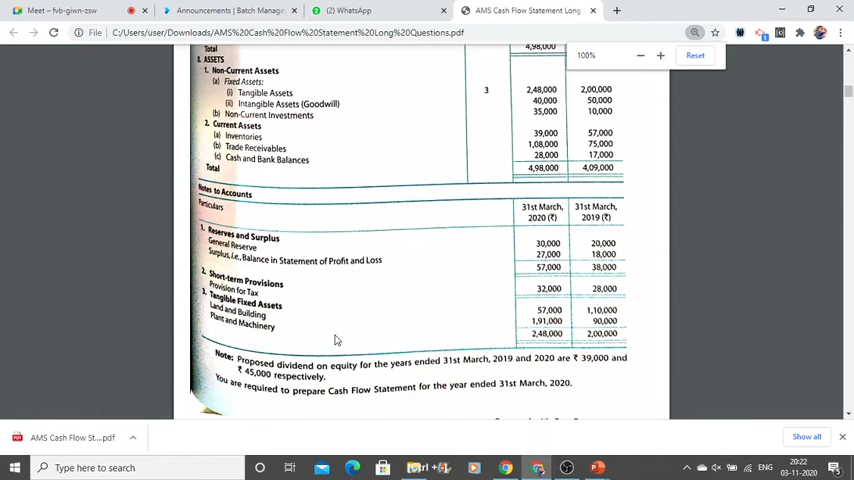 Meet – fvb-giwn-zsw
Announcements | Batch Manage
(2) WhatsApp
AMS Cash Flow Statement Long
File | C:/Users/user/Downloads/AMS%20Cash%20Flow%20Statement%20Long%20Questions.pdf
100%
Reset
Total 4,98,000
II. ASSETS
1. Non-Current Assets
(a) Fixed Assets:
(i) Tangible Assets 3 2,48,000 2,00,000
(ii) Intangible Assets (Goodwill) 40,000 50,000
(b) Non-Current Investments 35,000 10,000
2. Current Assets
(a) Inventories 39,000 57,000
(b) Trade Receivables 1,08,000 75,000
(c) Cash and Bank Balances 28,000 17,000
Total 4,98,000 4,09,000
Notes to Accounts
Particulars 31st March, 2020 (₹) 31st March, 2019 (₹)
1. Reserves and Surplus
General Reserve 30,000 20,000
Surplus, i.e., Balance in Statement of Profit and Loss 27,000 18,000
57,000 38,000
2. Short-term Provisions
Provision for Tax 32,000 28,000
3. Tangible Fixed Assets
Land and Building 57,000 1,10,000
Plant and Machinery 1,91,000 90,000
2,48,000 2,00,000
Note: Proposed dividend on equity for the years ended 31st March, 2019 and 2020 are ₹ 39,000 and
₹ 45,000 respectively.
You are required to prepare Cash Flow Statement for the year ended 31st March, 2020.
AMS Cash Flow St....pdf
Show all
Type here to search
ENG
20:22
03-11-2020